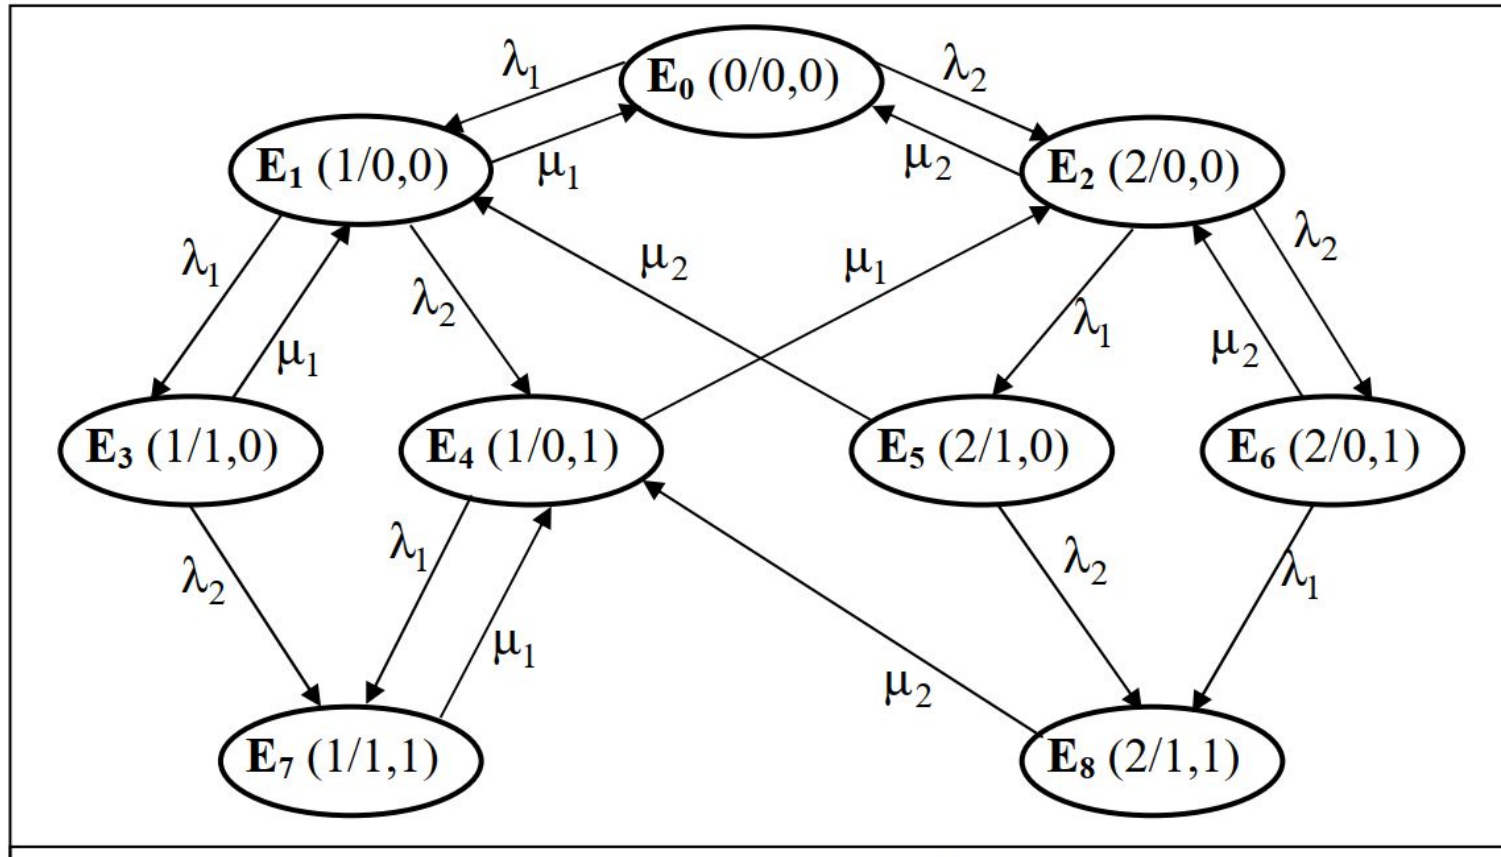 λ₁
E₀ (0/0,0)
λ₂
E₁ (1/0,0)
μ₁
μ₂
E₂ (2/0,0)
λ₁
μ₂
μ₁
λ₂
λ₂
λ₁
μ₁
μ₂
E₃ (1/1,0)
E₄ (1/0,1)
E₅ (2/1,0)
E₆ (2/0,1)
λ₂
λ₁
λ₂
λ₁
μ₁
μ₂
E₇ (1/1,1)
E₈ (2/1,1)